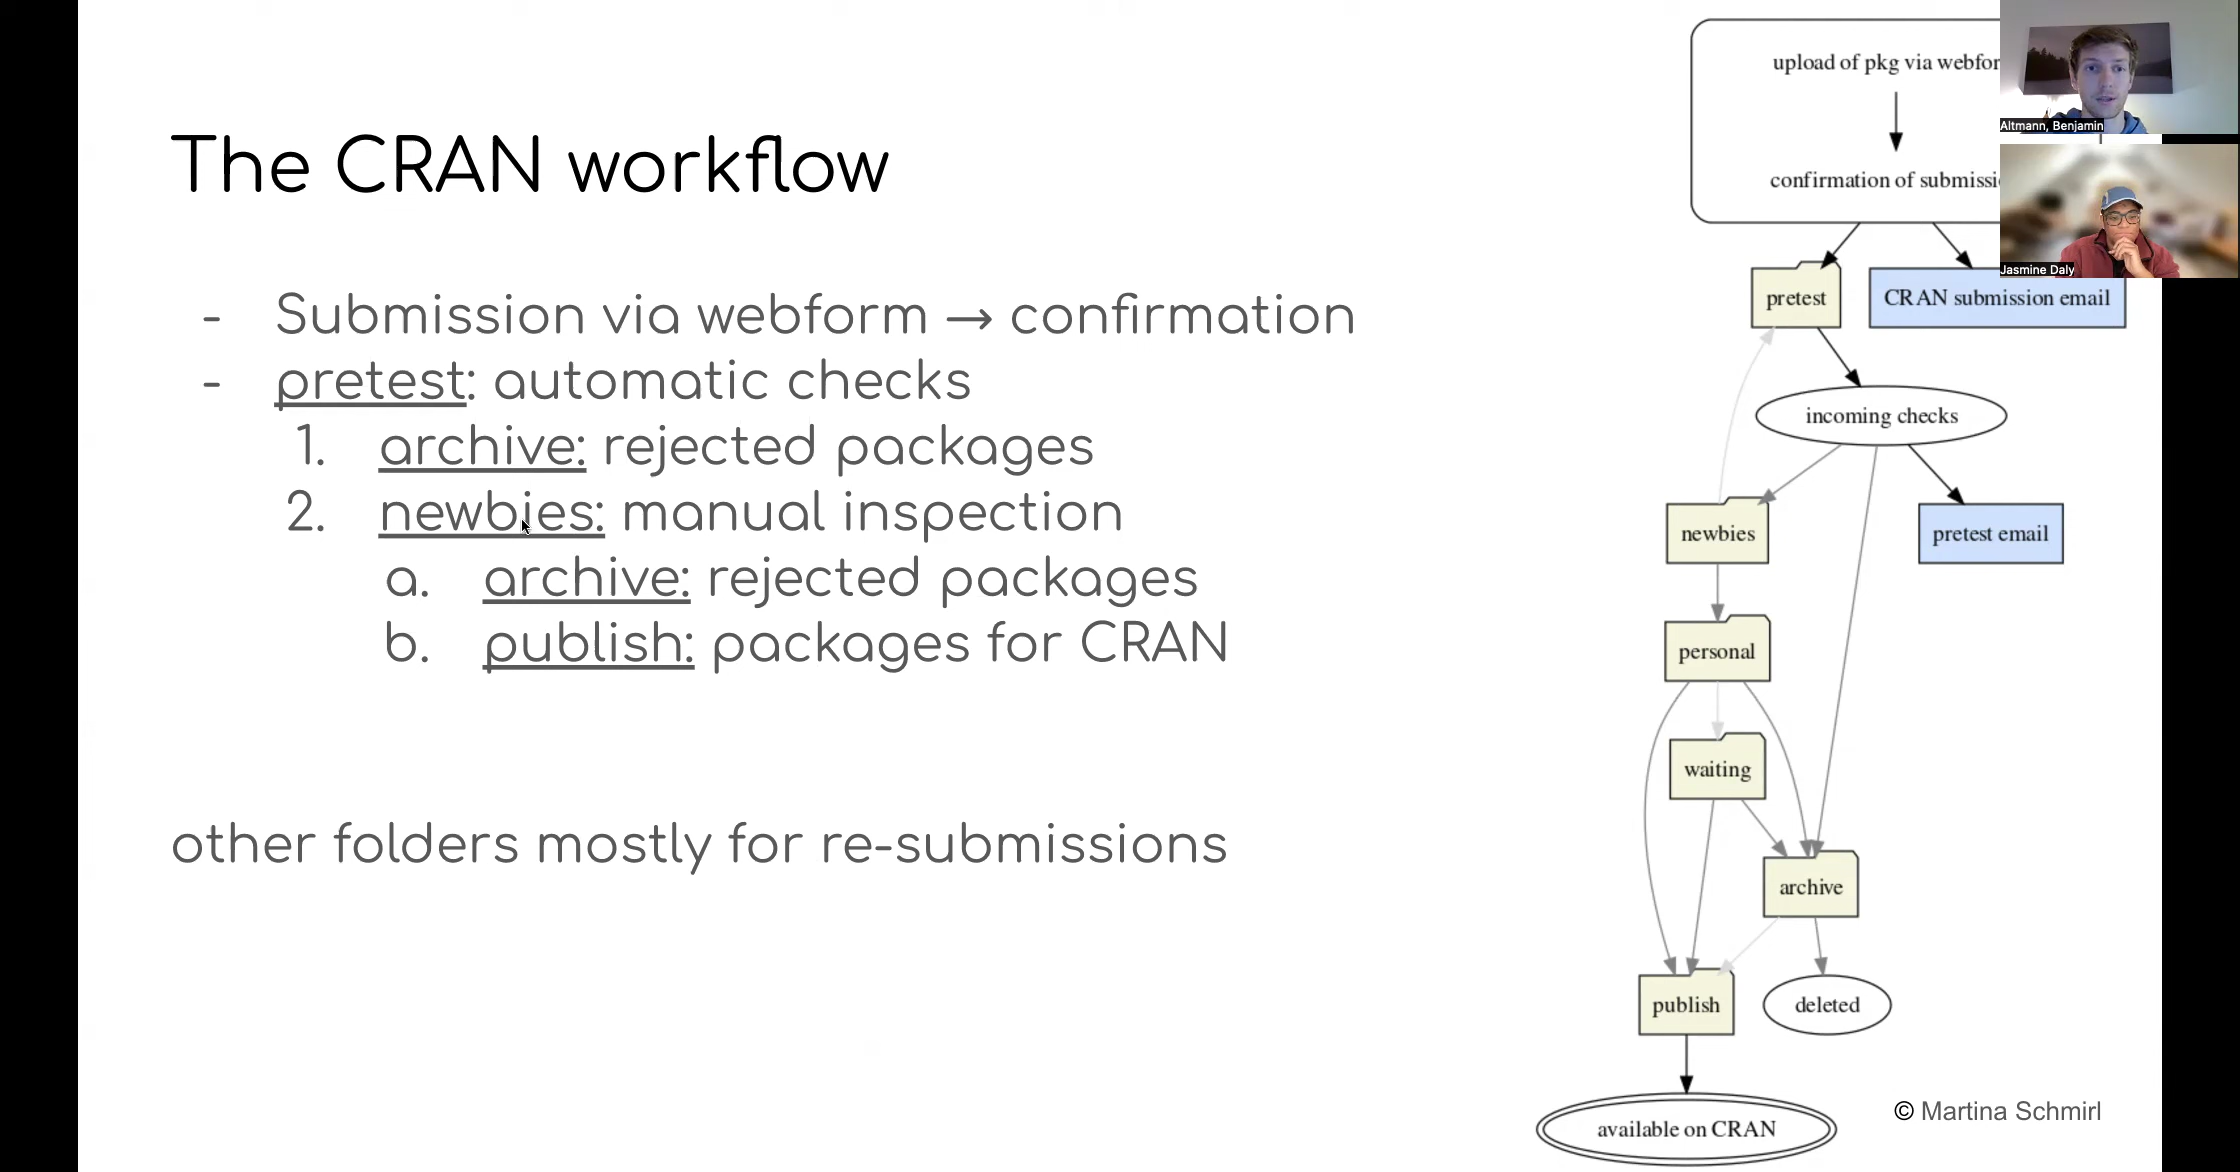 The CRAN workflow
- Submission via webform → confirmation
- pretest: automatic checks
1. archive: rejected packages
2. newbies: manual inspection
a. archive: rejected packages
b. publish: packages for CRAN
other folders mostly for re-submissions
upload of pkg via
confirmation of
pretest
CRAN submission email
incoming checks
newbies
pretest email
personal
waiting
archive
publish
deleted
available on CRAN
© Martina Schmirl
Altmann, Benjamin
Jasmine Daly